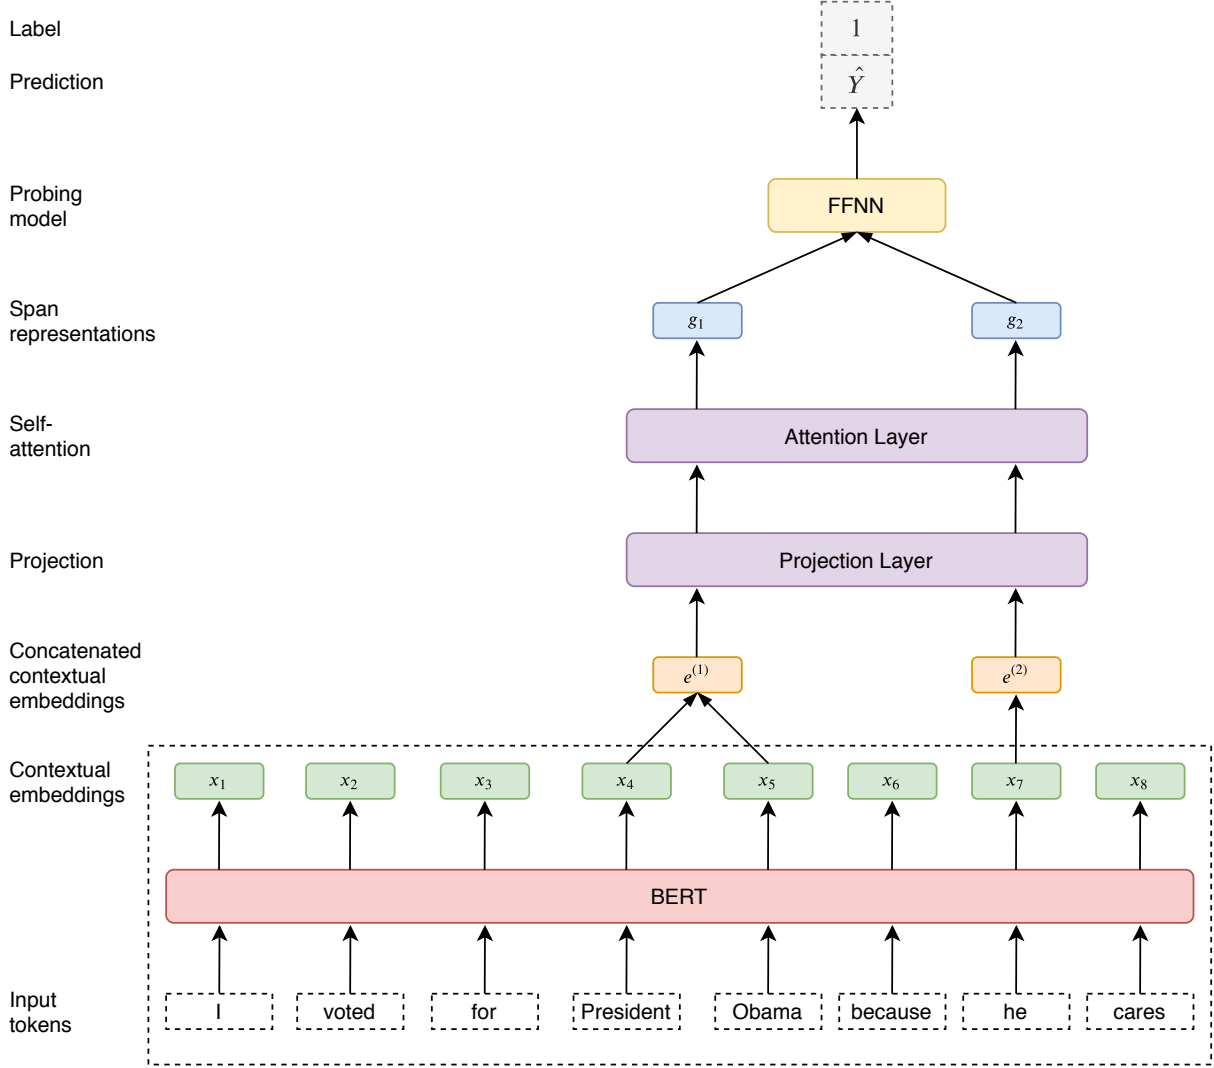 Label
1
Prediction
Ŷ
Probing
model
FFNN
Span
representations
g₁
g₂
Self-
attention
Attention Layer
Projection
Projection Layer
Concatenated
contextual
embeddings
e⁽¹⁾
e⁽²⁾
Contextual
embeddings
x₁
x₂
x₃
x₄
x₅
x₆
x₇
x₈
BERT
Input
tokens
I
voted
for
President
Obama
because
he
cares